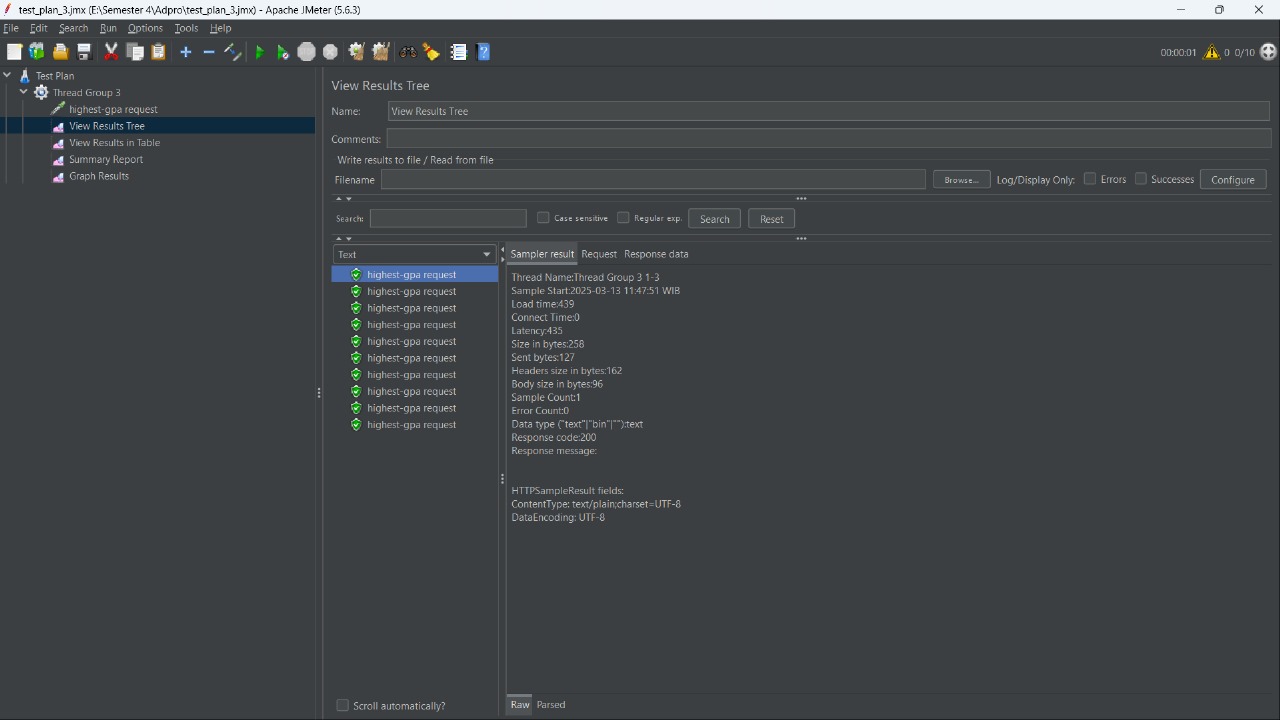 test_plan_3.jmx (E:\Semester 4\Adpro\test_plan_3.jmx) - Apache JMeter (5.6.3)
File Edit Search Run Options Tools Help
00:00:01 0 0/10
Test Plan
Thread Group 3
highest-gpa request
View Results Tree
View Results in Table
Summary Report
Graph Results
View Results Tree
Name: View Results Tree
Comments:
Write results to file / Read from file
Filename Browse... Log/Display Only: Errors Successes Configure
Search: Case sensitive Regular exp. Search Reset
Text
highest-gpa request
highest-gpa request
highest-gpa request
highest-gpa request
highest-gpa request
highest-gpa request
highest-gpa request
highest-gpa request
highest-gpa request
highest-gpa request
Scroll automatically?
Sampler result Request Response data
Thread Name:Thread Group 3 1-3
Sample Start:2025-03-13 11:47:51 WIB
Load time:439
Connect Time:0
Latency:435
Size in bytes:258
Sent bytes:127
Headers size in bytes:162
Body size in bytes:96
Sample Count:1
Error Count:0
Data type ("text"|"bin"|""):text
Response code:200
Response message:
HTTPSampleResult fields:
ContentType: text/plain;charset=UTF-8
DataEncoding: UTF-8
Raw Parsed